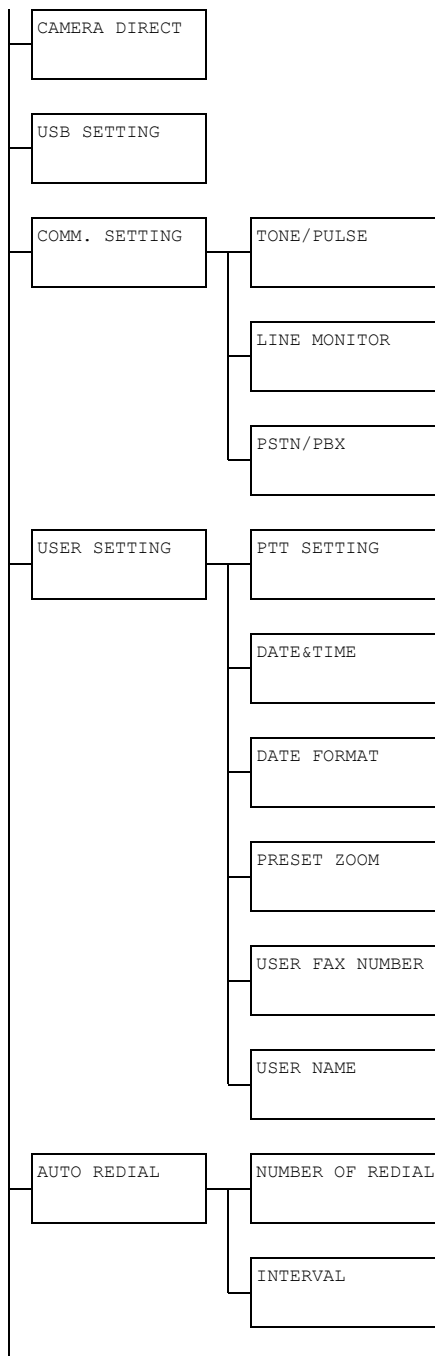 CAMERA DIRECT
USB SETTING
COMM. SETTING
TONE/PULSE
LINE MONITOR
PSTN/PBX
USER SETTING
PTT SETTING
DATE&TIME
DATE FORMAT
PRESET ZOOM
USER FAX NUMBER
USER NAME
AUTO REDIAL
NUMBER OF REDIAL
INTERVAL